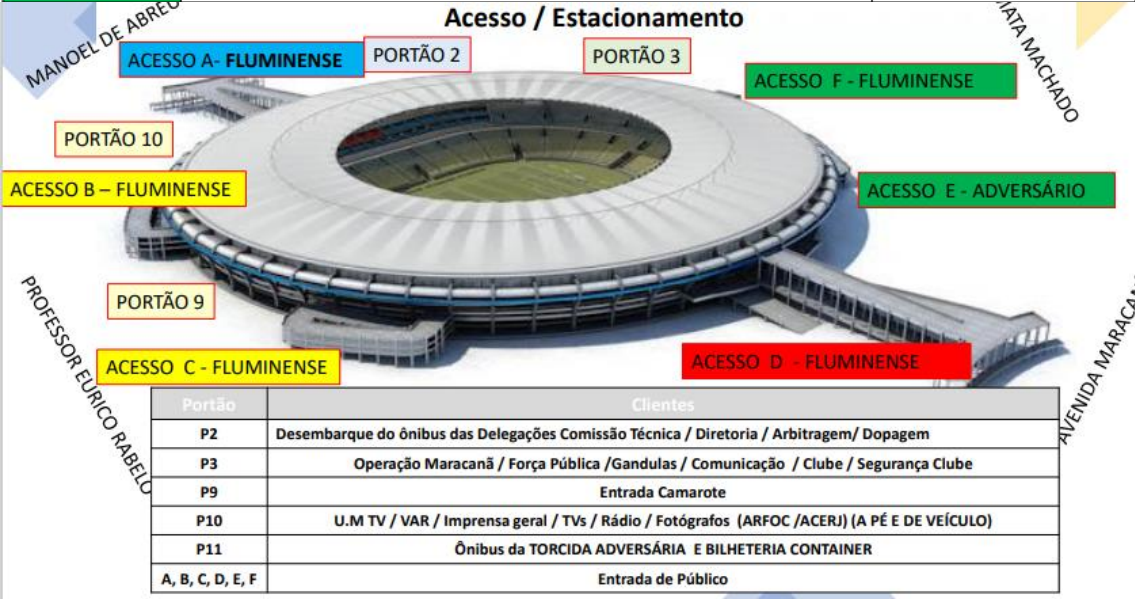 Acesso / Estacionamento
MANOEL DE ABREU
ACESSO A- FLUMINENSE
PORTÃO 2
PORTÃO 3
MATA MACHADO
ACESSO F - FLUMINENSE
PORTÃO 10
ACESSO B – FLUMINENSE
ACESSO E - ADVERSÁRIO
PORTÃO 9
PROFESSOR EURICO RABELO
ACESSO C - FLUMINENSE
ACESSO D - FLUMINENSE
AVENIDA MARACANÃ
Portão Clientes
P2 Desembarque do ônibus das Delegações Comissão Técnica / Diretoria / Arbitragem/ Dopagem
P3 Operação Maracanã / Força Pública /Gandulas / Comunicação / Clube / Segurança Clube
P9 Entrada Camarote
P10 U.M TV / VAR / Imprensa geral / TVs / Rádio / Fotógrafos (ARFOC /ACERJ) (A PÉ E DE VEÍCULO)
P11 Ônibus da TORCIDA ADVERSÁRIA E BILHETERIA CONTAINER
A, B, C, D, E, F Entrada de Público